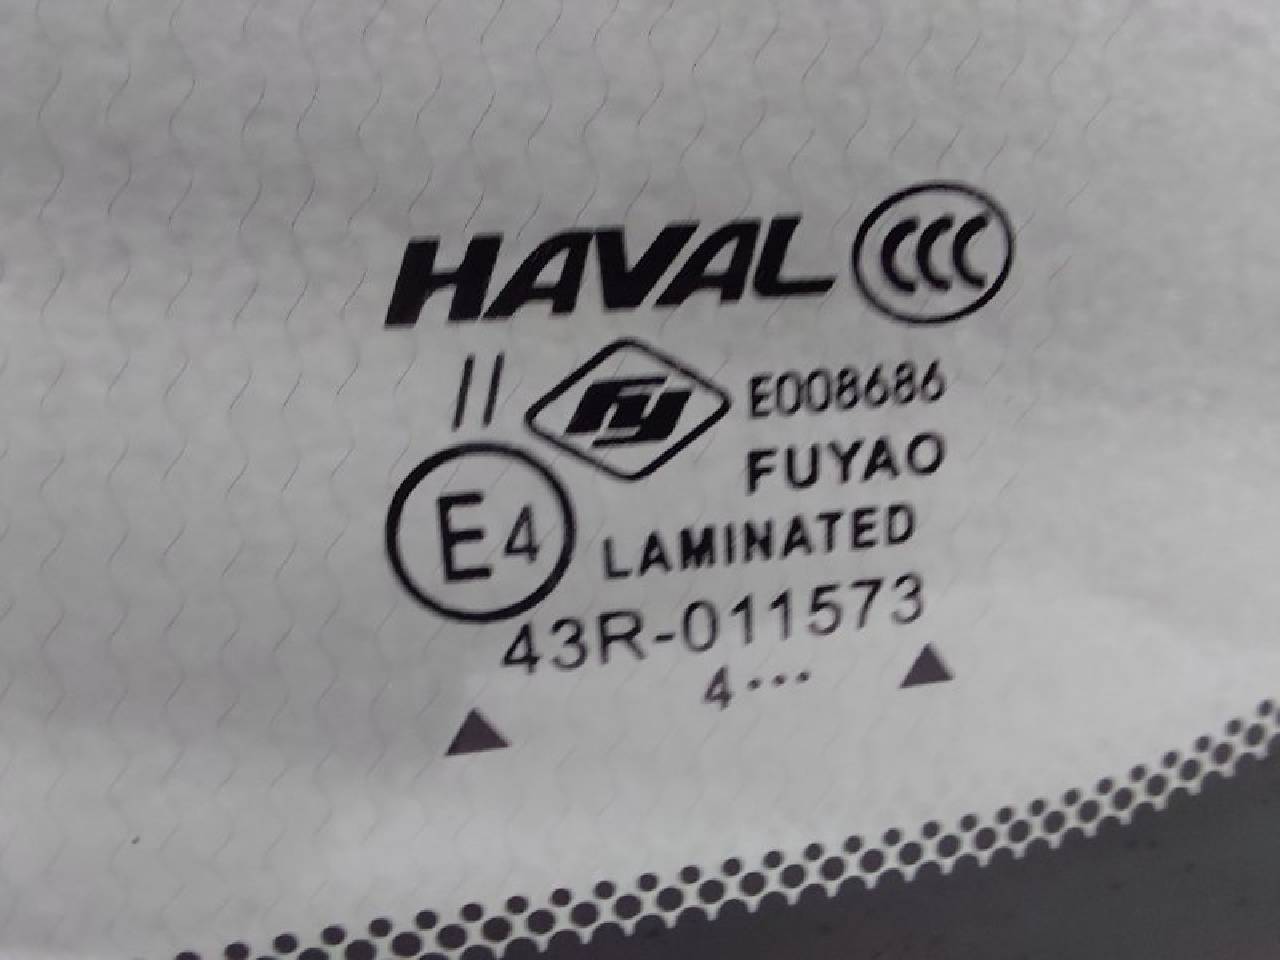 HAVAL CCC
II FY E008686
FUYAO
E4 LAMINATED
43R-011573
4...